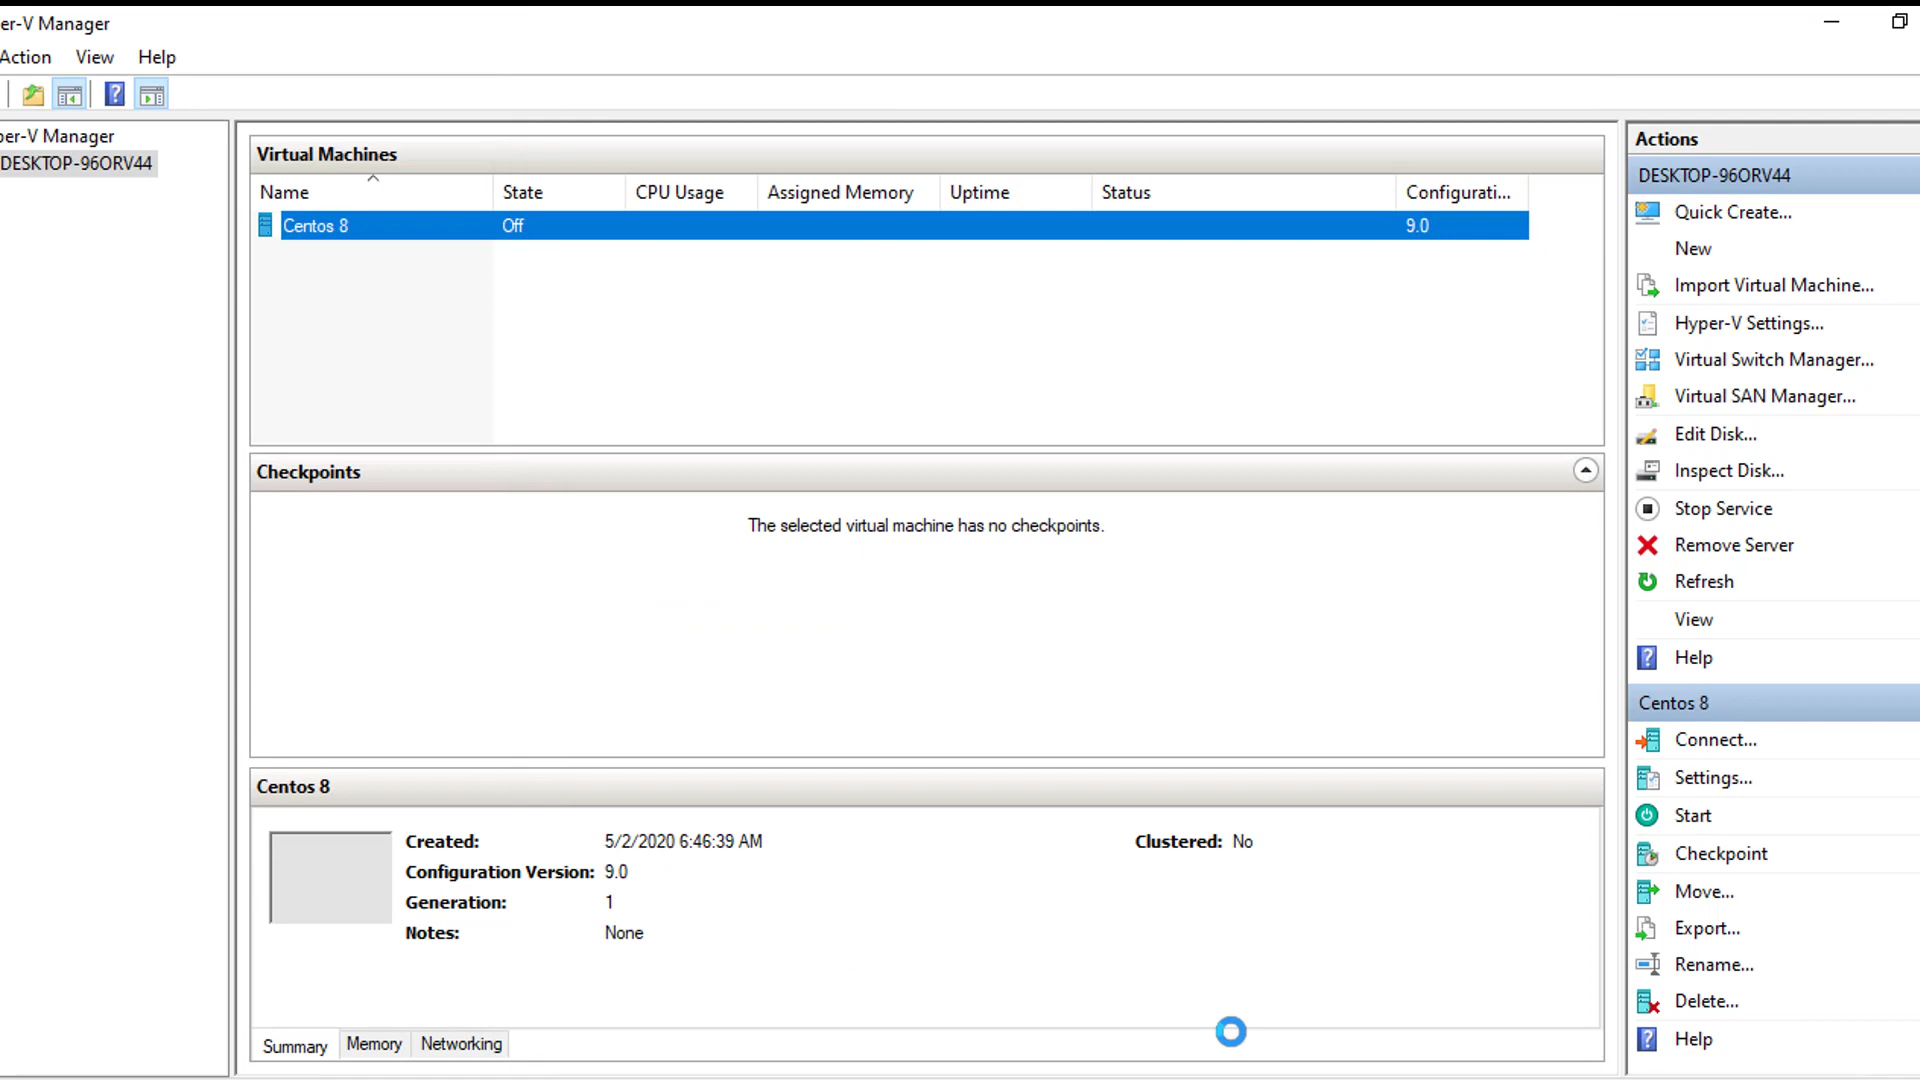 er-V Manager
Action View Help
per-V Manager
DESKTOP-96ORV44
Virtual Machines
Name State CPU Usage Assigned Memory Uptime Status Configurati...
Centos 8 Off 9.0
Checkpoints
The selected virtual machine has no checkpoints.
Centos 8
Created: 5/2/2020 6:46:39 AM Clustered: No
Configuration Version: 9.0
Generation: 1
Notes: None
Summary Memory Networking
Actions
DESKTOP-96ORV44
Quick Create...
New
Import Virtual Machine...
Hyper-V Settings...
Virtual Switch Manager...
Virtual SAN Manager...
Edit Disk...
Inspect Disk...
Stop Service
Remove Server
Refresh
View
Help
Centos 8
Connect...
Settings...
Start
Checkpoint
Move...
Export...
Rename...
Delete...
Help